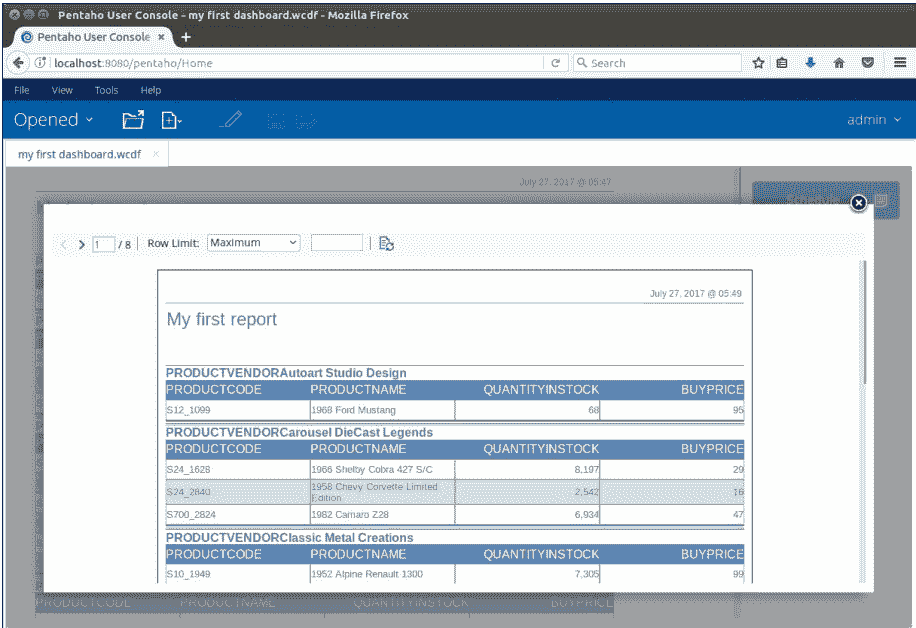 Pentaho User Console - my first dashboard.wcdf - Mozilla Firefox
Pentaho User Console × +
localhost:8080/pentaho/Home
Search
File View Tools Help
Opened
admin
my first dashboard.wcdf ×
July 27, 2017 @ 05:47
1 / 8 Row Limit: Maximum
July 27, 2017 @ 05:49
My first report
PRODUCTVENDORAutoart Studio Design
PRODUCTCODE PRODUCTNAME QUANTITYINSTOCK BUYPRICE
S12_1099 1968 Ford Mustang 68 95
PRODUCTVENDORCarousel DieCast Legends
PRODUCTCODE PRODUCTNAME QUANTITYINSTOCK BUYPRICE
S24_1628 1966 Shelby Cobra 427 S/C 8,197 29
S24_2840 1958 Chevy Corvette Limited Edition 2,542 16
S700_2824 1982 Camaro Z28 6,934 47
PRODUCTVENDORClassic Metal Creations
PRODUCTCODE PRODUCTNAME QUANTITYINSTOCK BUYPRICE
S10_1949 1952 Alpine Renault 1300 7,305 99
PRODUCTCODE PRODUCTNAME QUANTITYINSTOCK BUYPRICE